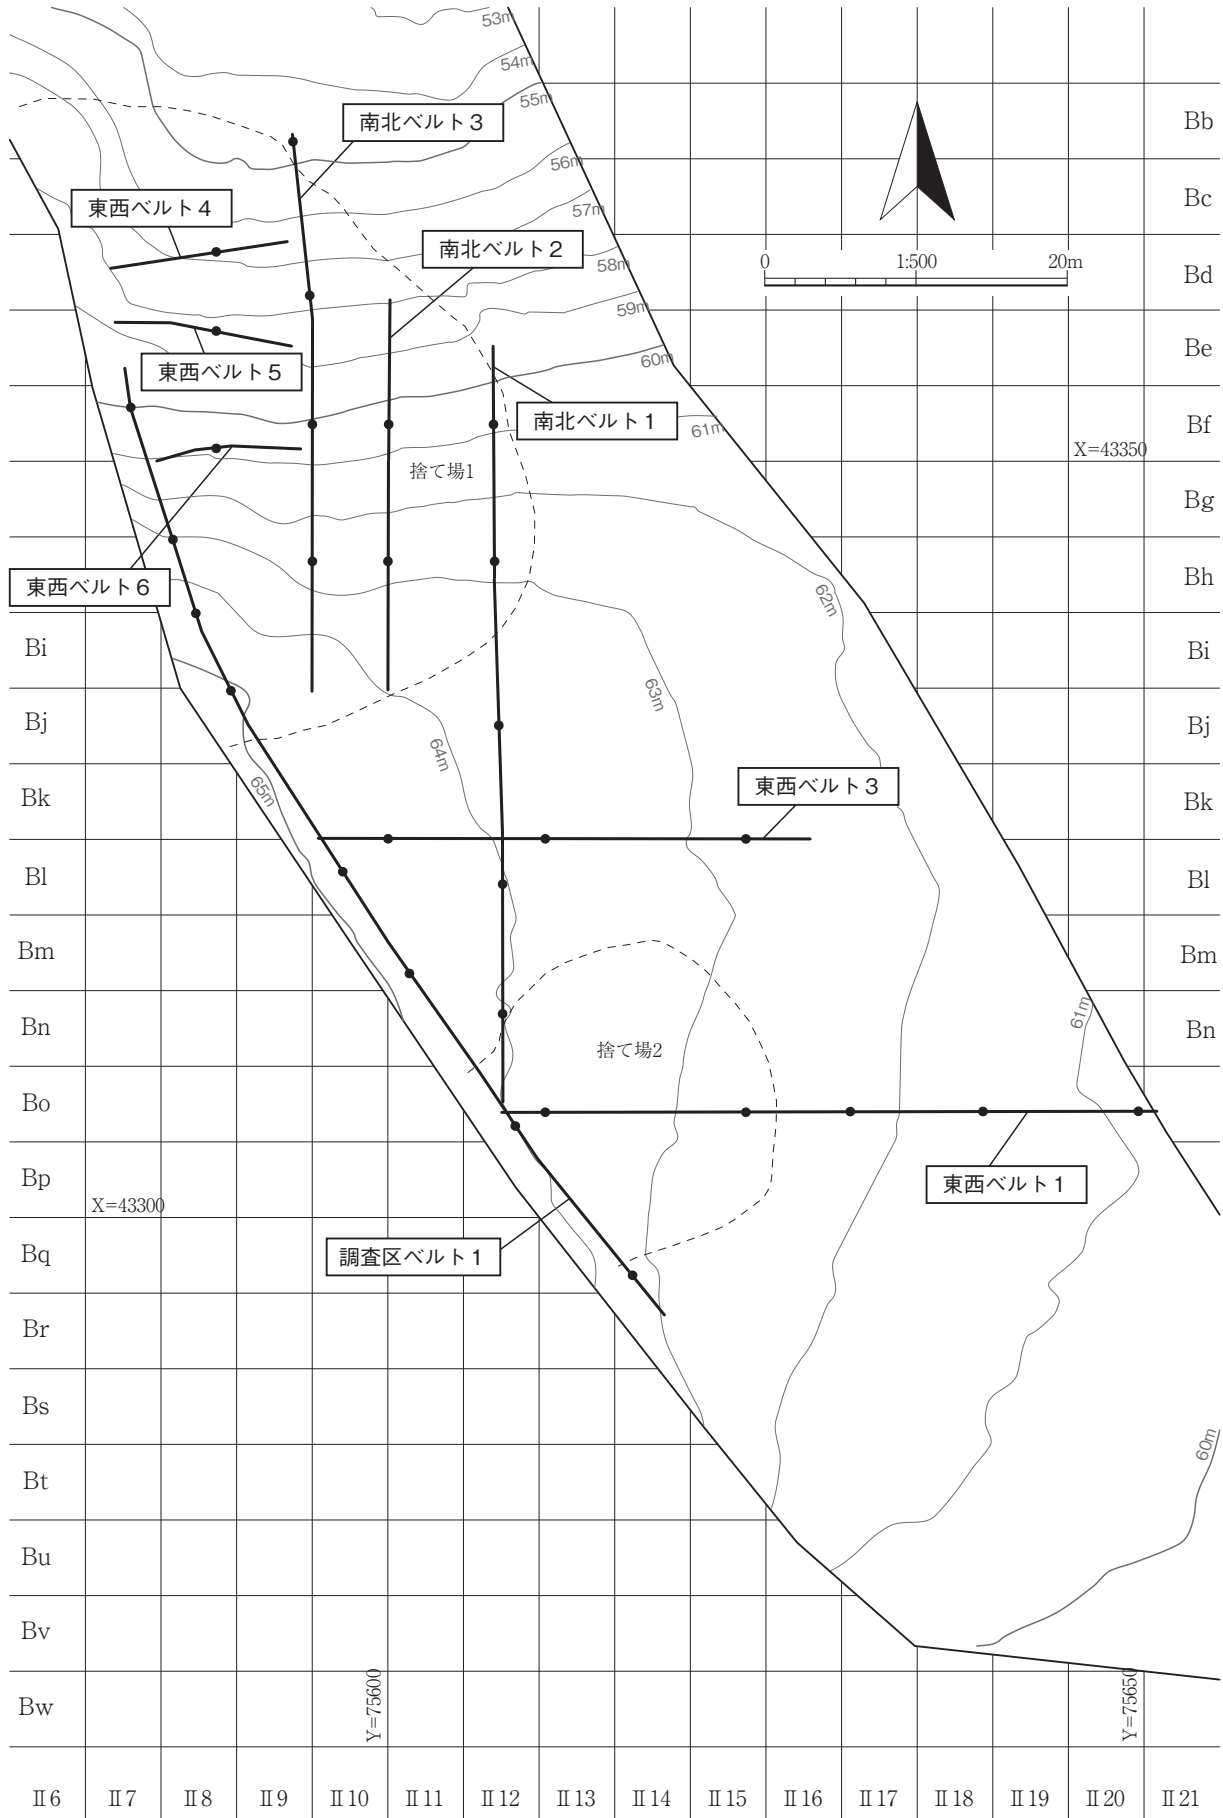 53m
54m
55m
Bb
南北ベルト3
56m
Bc
東西ベルト4
57m
南北ベルト2
58m
0 1:500 20m
Bd
59m
Be
60m
東西ベルト5
南北ベルト1
61m
Bf
X=43350
捨て場1
Bg
東西ベルト6
62m
Bh
Bi
Bi
63m
Bj
64m
Bj
65m
東西ベルト3
Bk
Bk
Bl
Bl
Bm
Bm
61m
Bn
捨て場2
Bn
Bo
Bp
X=43300
東西ベルト1
Bq
調査区ベルト1
Br
Bs
60m
Bt
Bu
Bv
Bw
Y=75600
Y=75650
Ⅱ6 Ⅱ7 Ⅱ8 Ⅱ9 Ⅱ10 Ⅱ11 Ⅱ12 Ⅱ13 Ⅱ14 Ⅱ15 Ⅱ16 Ⅱ17 Ⅱ18 Ⅱ19 Ⅱ20 Ⅱ21